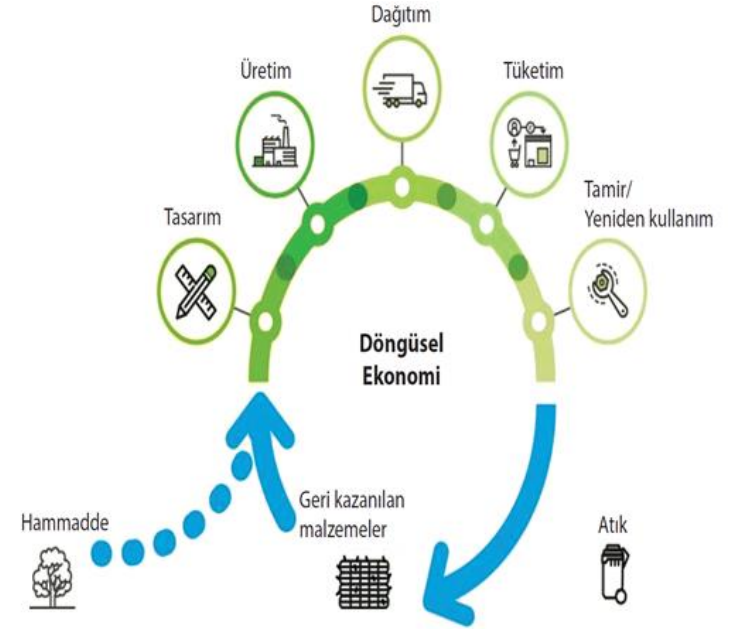 Dağıtım
Üretim
Tüketim
Tasarım
Tamir/
Yeniden kullanım
Döngüsel
Ekonomi
Geri kazanılan
malzemeler
Hammadde
Atık